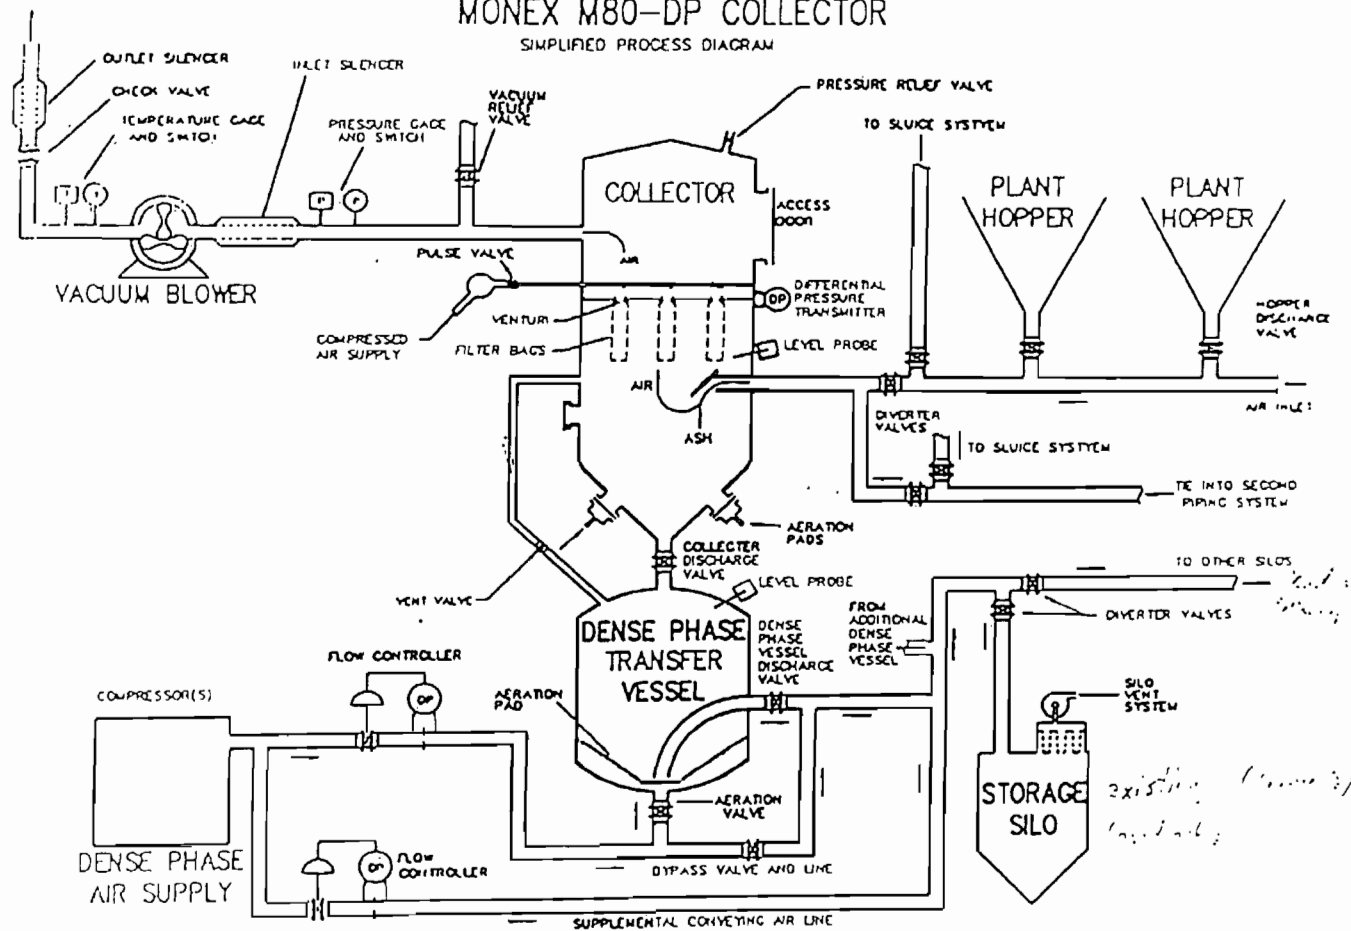 MONEX M80-DP COLLECTOR
SIMPLIFIED PROCESS DIAGRAM
OUTLET SILENCER
INLET SILENCER
CHECK VALVE
TEMPERATURE GAGE
AND SWITCH
PRESSURE GAGE
AND SWITCH
VACUUM
RELIEF
VALVE
PRESSURE RELIEF VALVE
TO SLUICE SYSTYEM
COLLECTOR
ACCESS
DOOR
PLANT
HOPPER
PLANT
HOPPER
T
T
P
P
AIR
PULSE VALVE
VACUUM BLOWER
DIFFERENTIAL
PRESSURE
TRANSMITTER
DP
HOPPER
DISCHARGE
VALVE
VENTURI
COMPRESSED
AIR SUPPLY
FILTER BAGS
LEVEL PROBE
AIR
ASH
AIR INLET
DIVERTER
VALVES
TO SLUICE SYSTYEM
TIE INTO SECOND
PIPING SYSTEM
AERATION
PADS
COLLECTER
DISCHARGE
VALVE
VENT VALVE
LEVEL PROBE
TO OTHER SILOS
FROM
ADDITIONAL
DENSE
PHASE
VESSEL
DIVERTER VALVES
DENSE PHASE
TRANSFER
VESSEL
DENSE
PHASE
VESSEL
DISCHARGE
VALVE
FLOW CONTROLLER
DP
COMPRESSOR(S)
AERATION
PAD
SILO
VENT
SYSTEM
STORAGE
SILO
existing
AERATION
VALVE
DENSE PHASE
AIR SUPPLY
DP
FLOW
CONTROLLER
BYPASS VALVE AND LINE
SUPPLEMENTAL CONVEYING AIR LINE